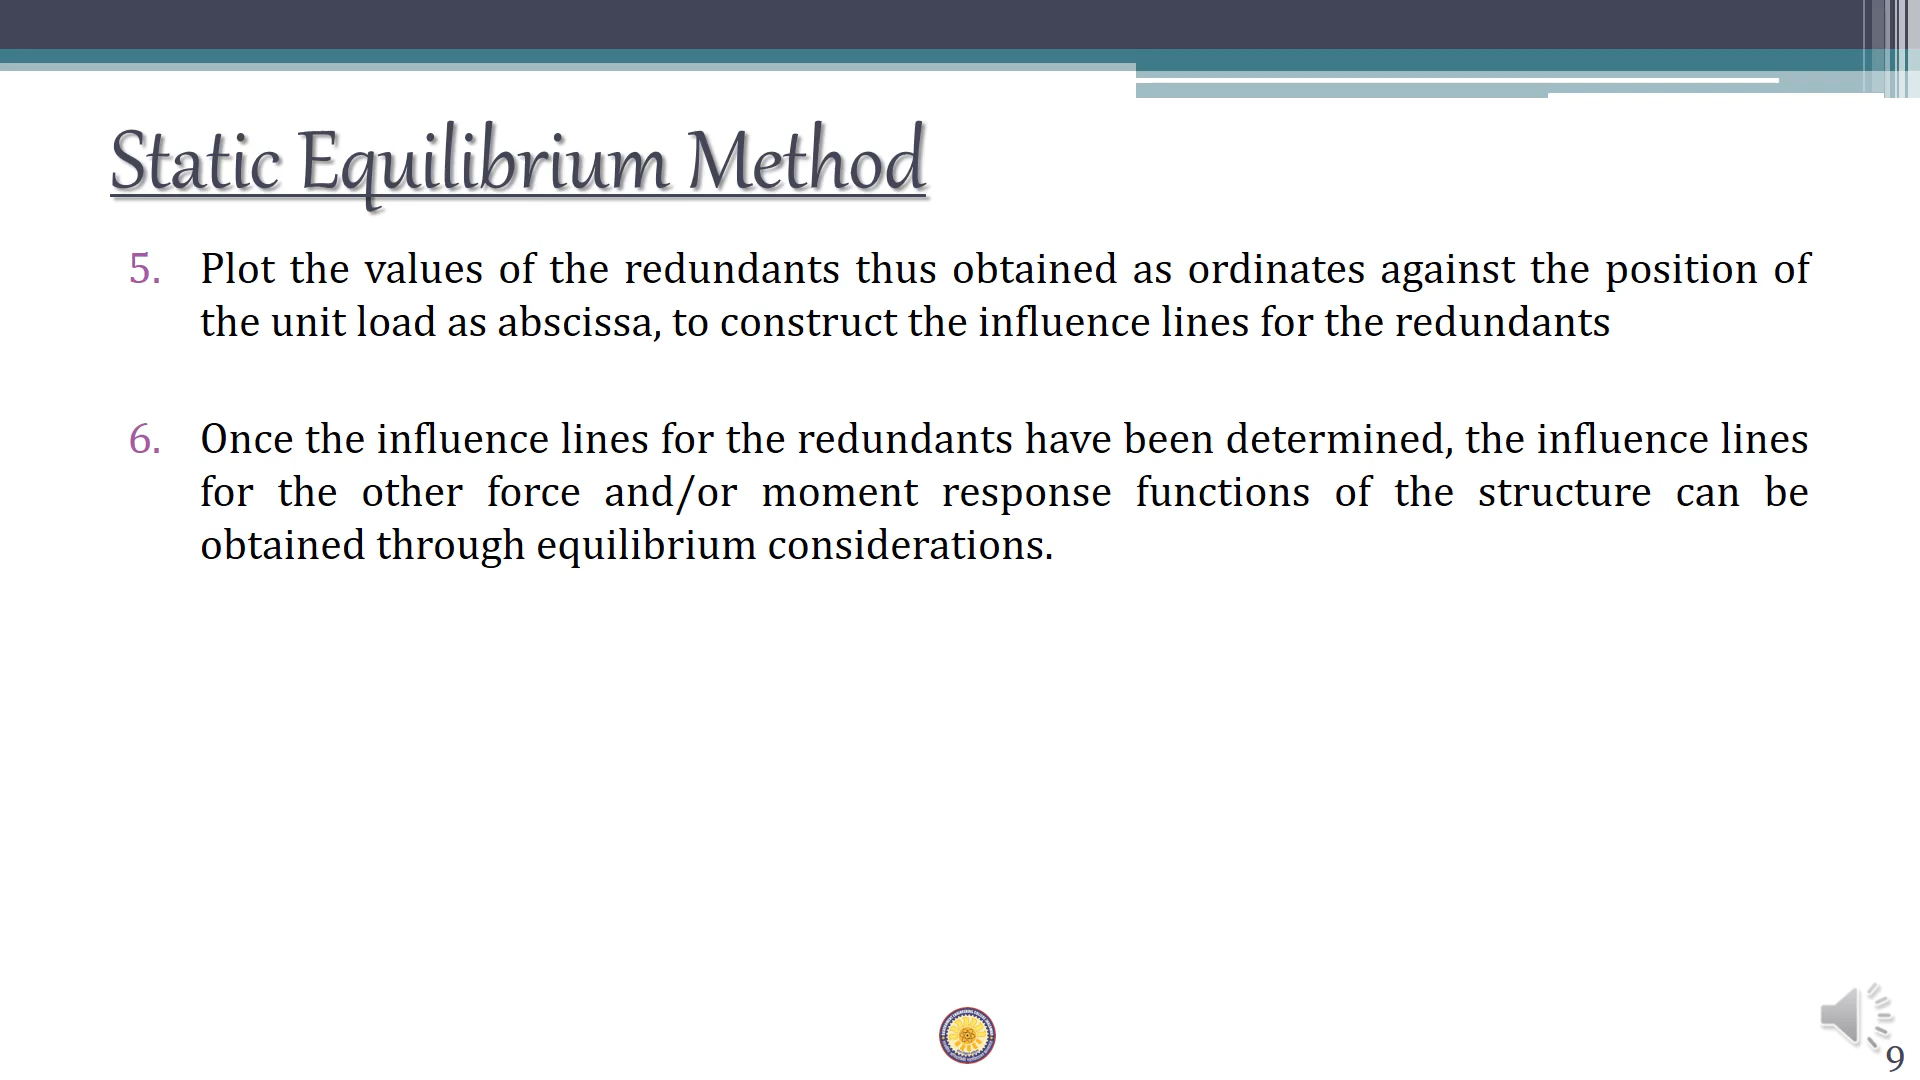 Static Equilibrium Method
5. Plot the values of the redundants thus obtained as ordinates against the position of
the unit load as abscissa, to construct the influence lines for the redundants
6. Once the influence lines for the redundants have been determined, the influence lines
for the other force and/or moment response functions of the structure can be
obtained through equilibrium considerations.
9